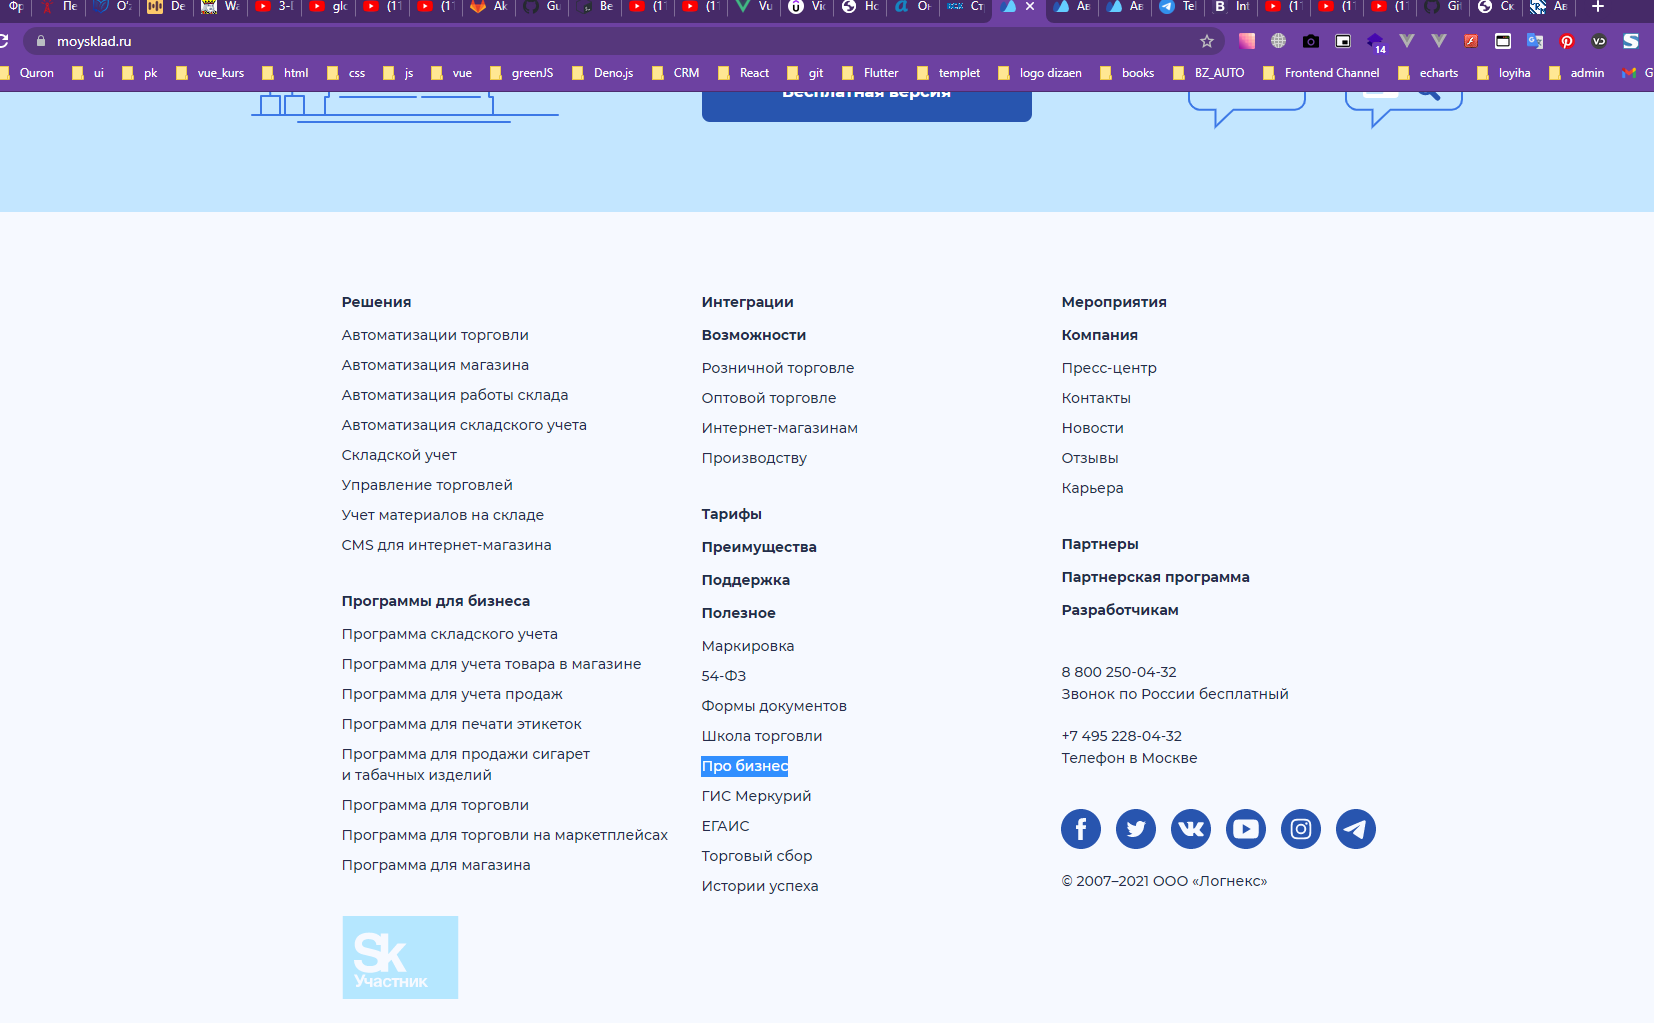 moysklad.ru
14
Quron
ui
pk
vue_kurs
html
css
js
vue
greenJS
Deno.js
CRM
React
git
Flutter
templet
logo dizaen
books
BZ_AUTO
Frontend Channel
echarts
loyiha
admin
Бесплатная версия
Решения
Автоматизации торговли
Автоматизация магазина
Автоматизация работы склада
Автоматизация складского учета
Складской учет
Управление торговлей
Учет материалов на складе
CMS для интернет-магазина
Программы для бизнеса
Программа складского учета
Программа для учета товара в магазине
Программа для учета продаж
Программа для печати этикеток
Программа для продажи сигарет
и табачных изделий
Программа для торговли
Программа для торговли на маркетплейсах
Программа для магазина
Sk
Участник
Интеграции
Возможности
Розничной торговле
Оптовой торговле
Интернет-магазинам
Производству
Тарифы
Преимущества
Поддержка
Полезное
Маркировка
54-ФЗ
Формы документов
Школа торговли
Про бизнес
ГИС Меркурий
ЕГАИС
Торговый сбор
Истории успеха
Мероприятия
Компания
Пресс-центр
Контакты
Новости
Отзывы
Карьера
Партнеры
Партнерская программа
Разработчикам
8 800 250-04-32
Звонок по России бесплатный
+7 495 228-04-32
Телефон в Москве
© 2007–2021 ООО «Логнекс»